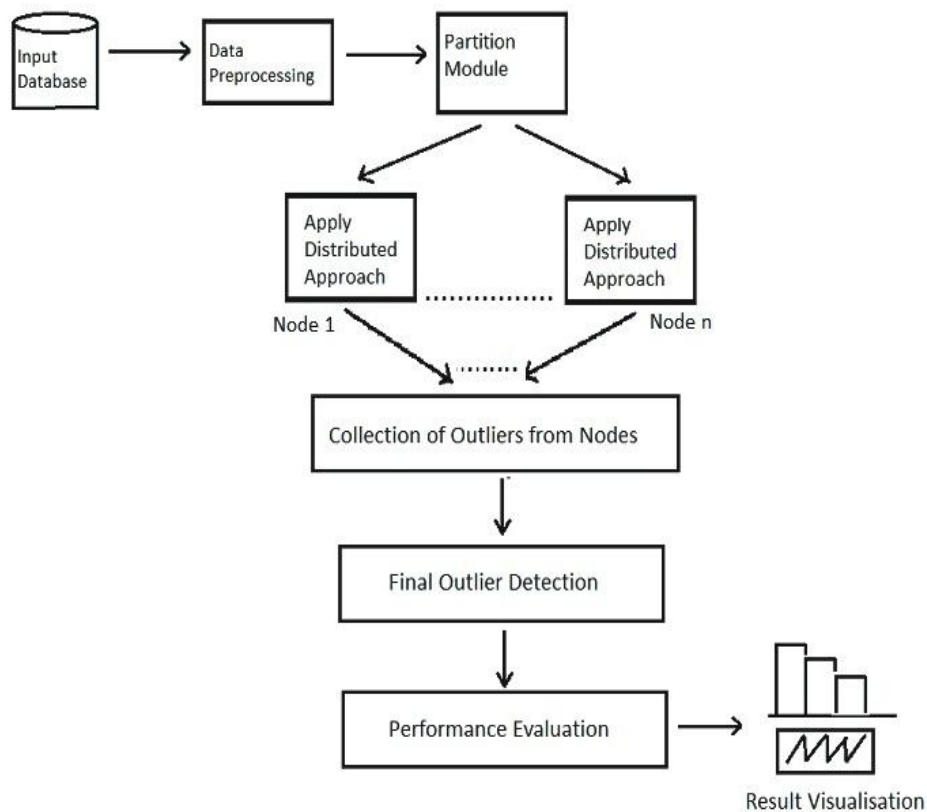 Input
Database
Data
Preprocessing
Partition
Module
Apply
Distributed
Approach
Apply
Distributed
Approach
Node 1
Node n
Collection of Outliers from Nodes
Final Outlier Detection
Performance Evaluation
Result Visualisation